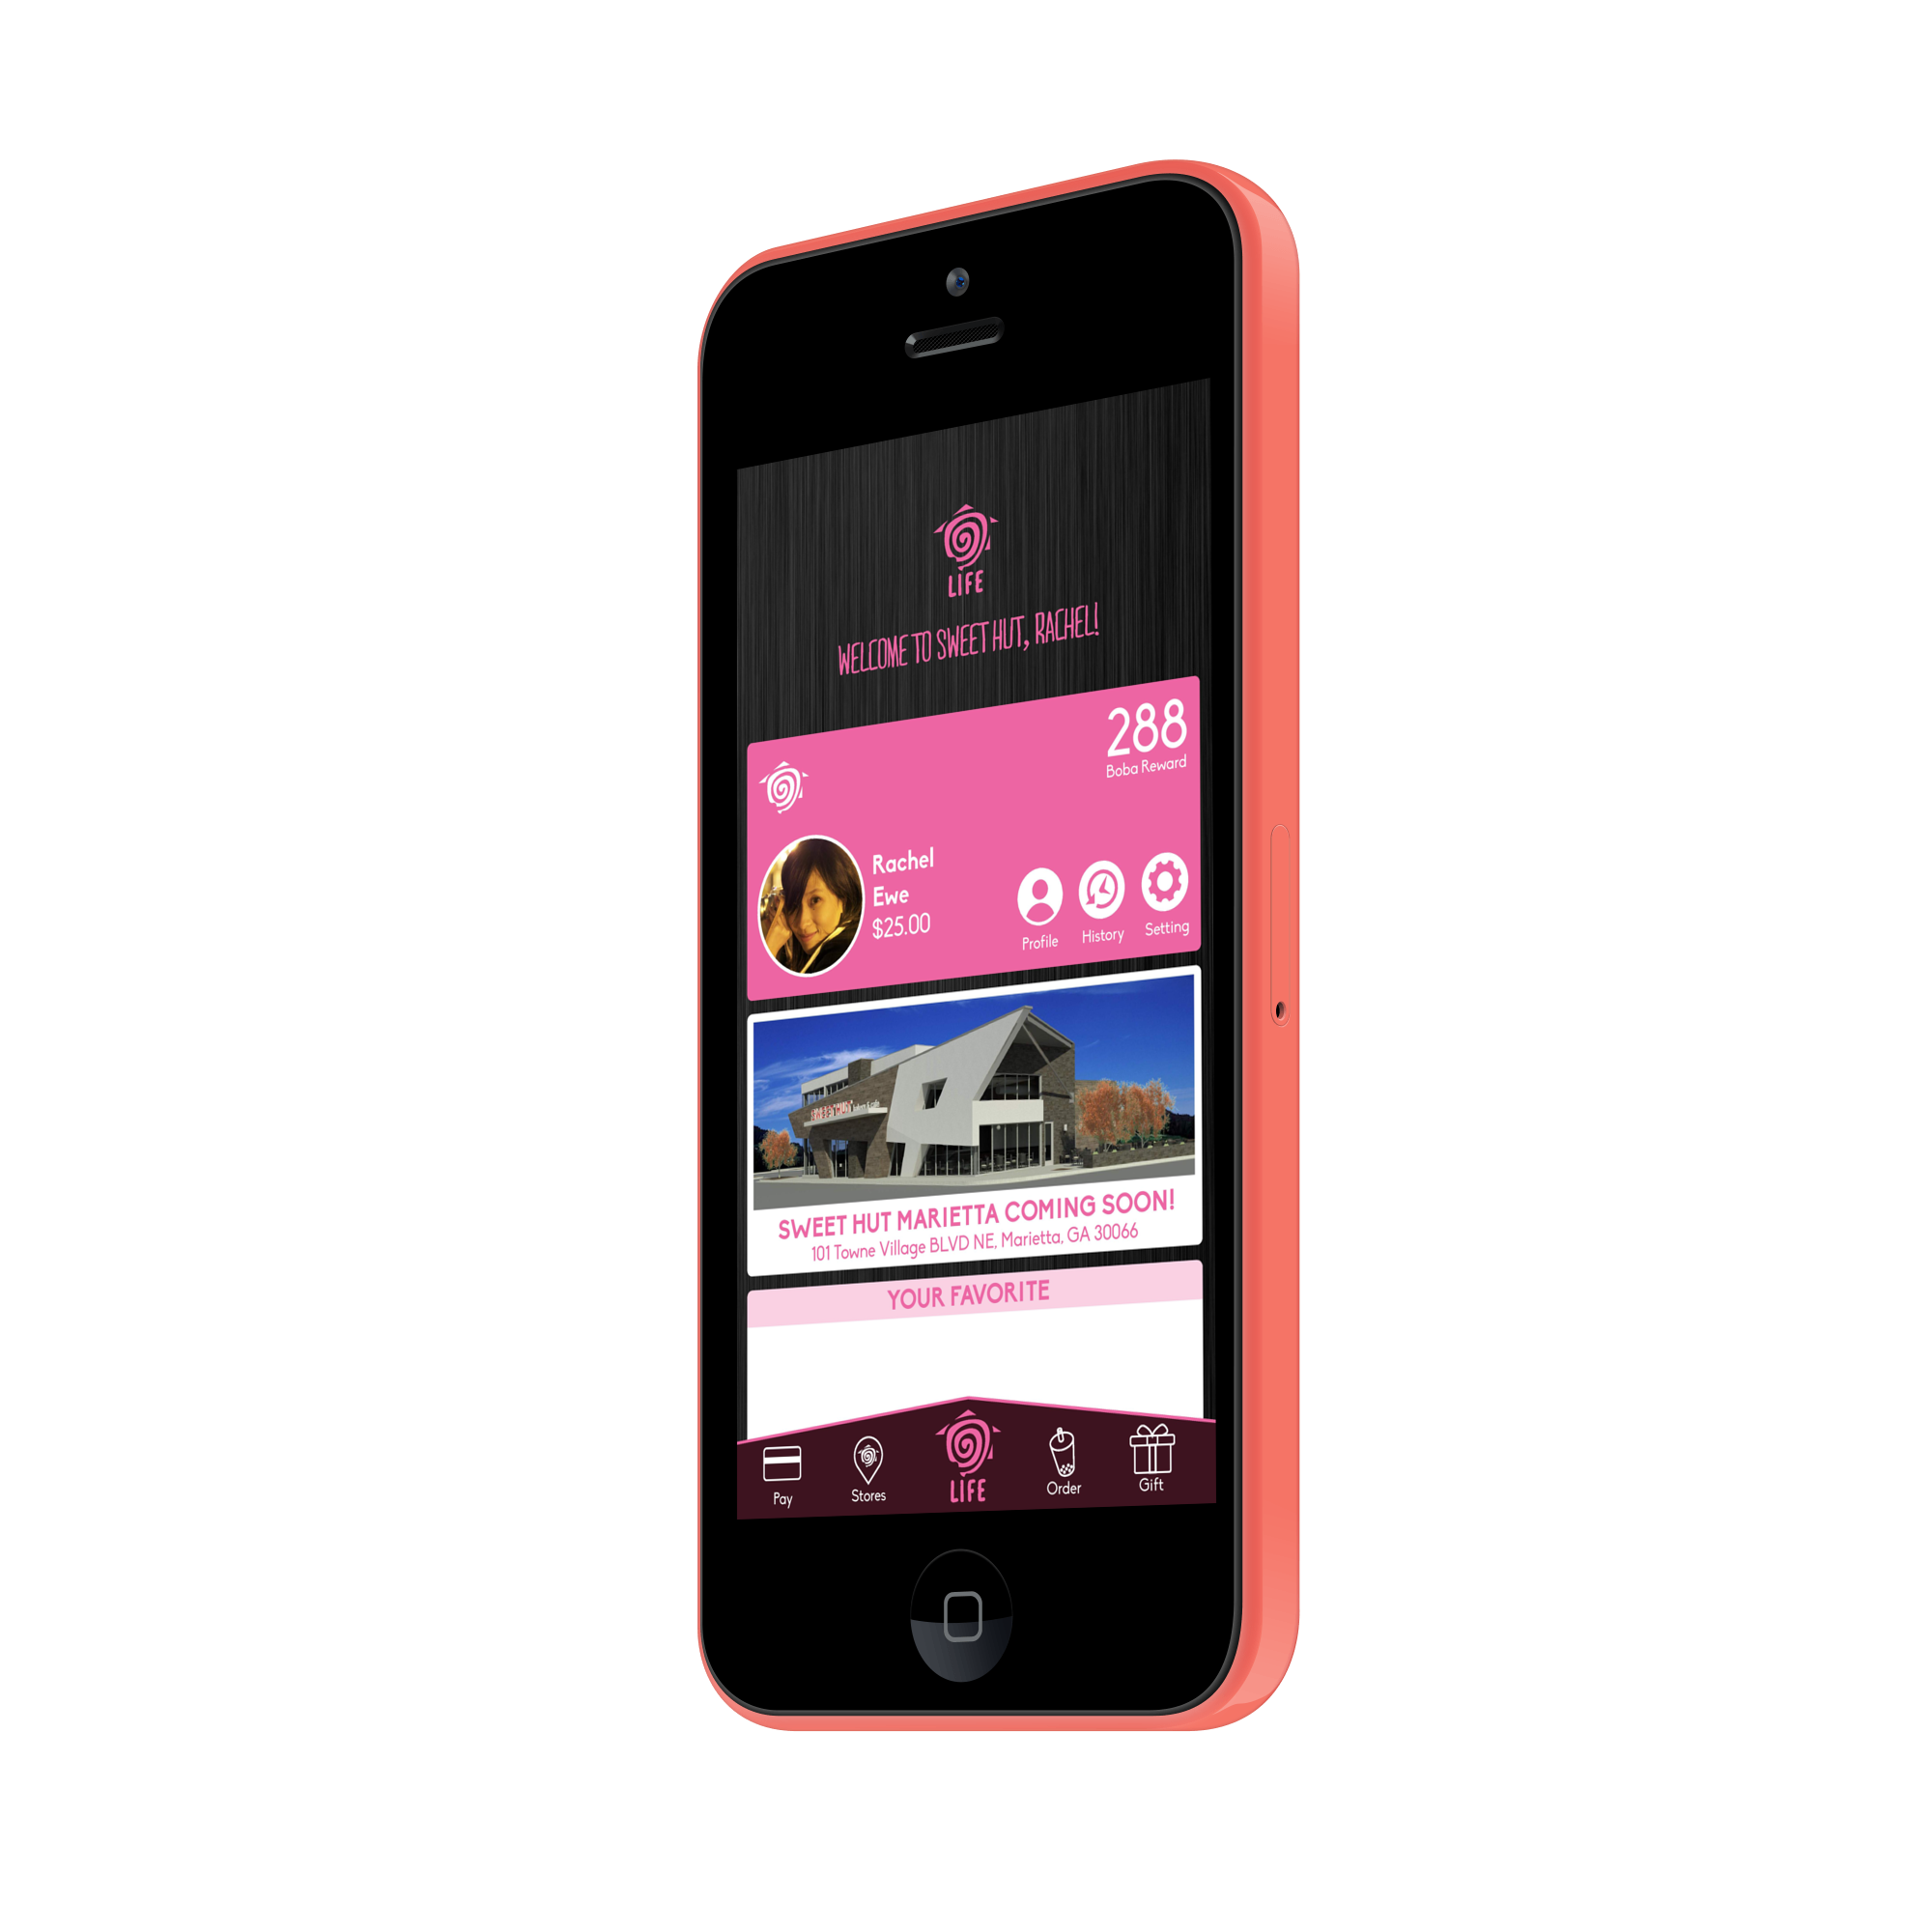 LIFE
WELCOME TO SWEET HUT, RACHEL!
288
Boba Reward
Rachel
Ewe
$25.00
Profile
History
Setting
SWEET HUT MARIETTA COMING SOON!
101 Towne Village BLVD NE, Marietta, GA 30066
YOUR FAVORITE
Pay
Stores
LIFE
Order
Gift